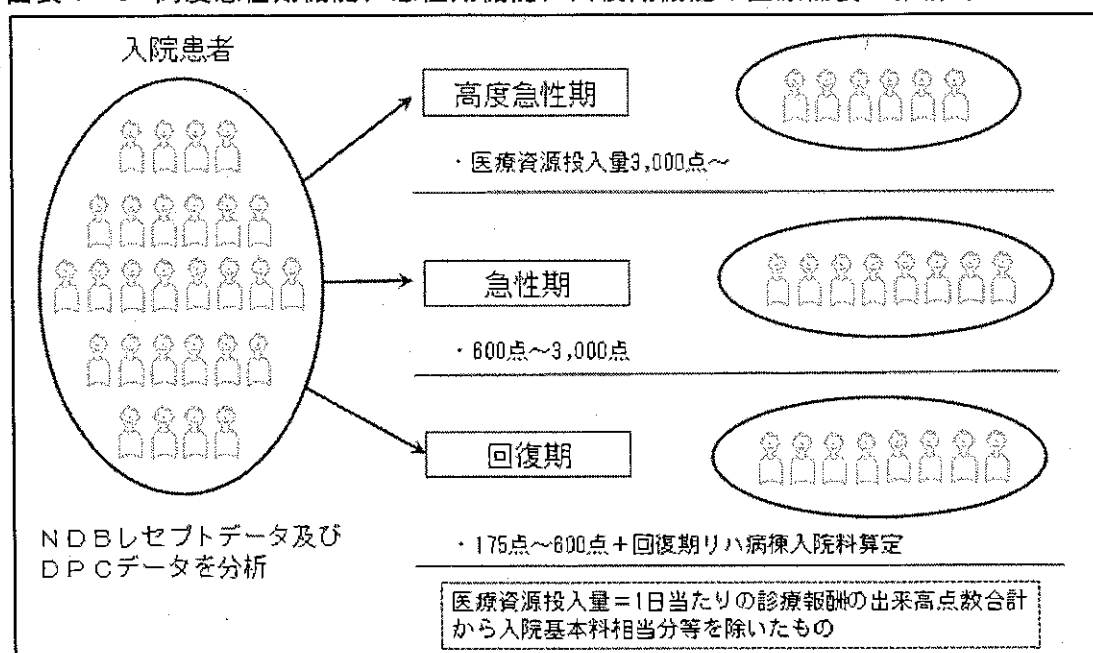 入院患者
高度急性期
・医療資源投入量3,000点～
急性期
・600点～3,000点
回復期
・175点～600点＋回復期リハ病棟入院料算定
ＮＤＢレセプトデータ及び
ＤＰＣデータを分析
医療資源投入量＝1日当たりの診療報酬の出来高点数合計
から入院基本料相当分等を除いたもの